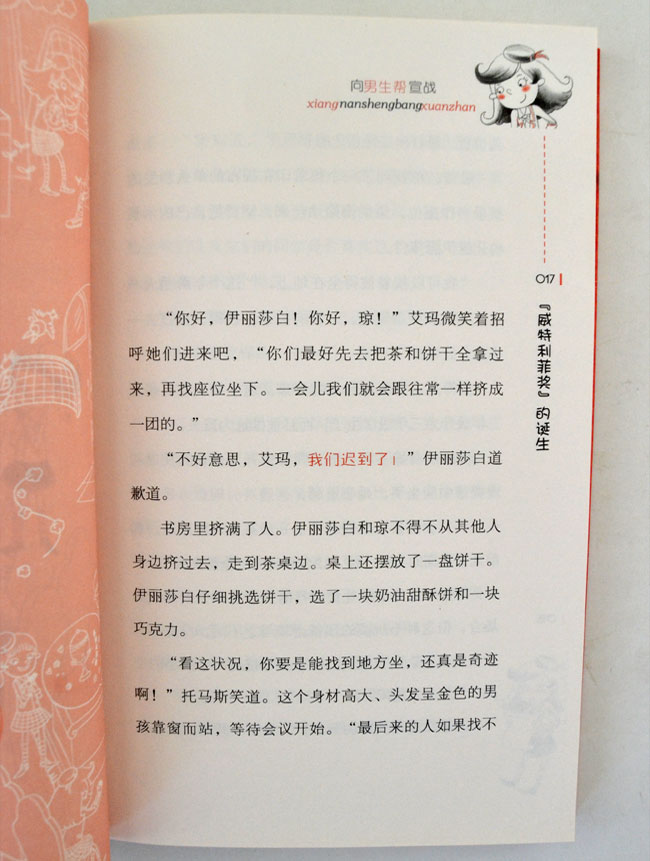 向男生帮宣战
xiangnanshengbangxuanzhan
017
『威特利菲奖』的诞生
“你好，伊丽莎白！你好，琼！”艾玛微笑着招
呼她们进来吧，“你们最好先去把茶和饼干全拿过
来，再找座位坐下。一会儿我们就会跟往常一样挤成
一团的。”
“不好意思，艾玛，我们迟到了！”伊丽莎白道
歉道。
书房里挤满了人。伊丽莎白和琼不得不从其他人
身边挤过去，走到茶桌边。桌上还摆放了一盘饼干。
伊丽莎白仔细挑选饼干，选了一块奶油甜酥饼和一块
巧克力。
“看这状况，你要是能找到地方坐，还真是奇迹
啊！”托马斯笑道。这个身材高大、头发呈金色的男
孩靠窗而站，等待会议开始。“最后来的人如果找不